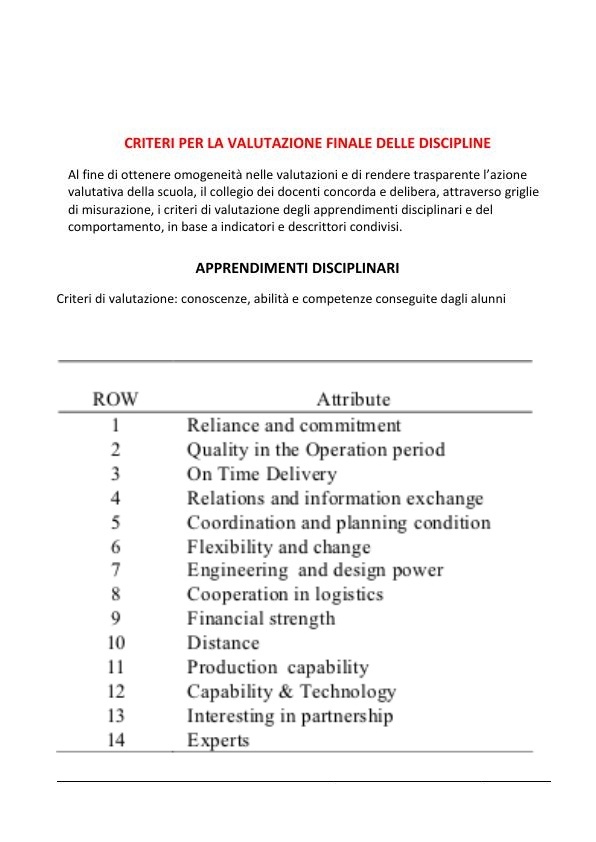 CRITERI PER LA VALUTAZIONE FINALE DELLE DISCIPLINE
Al fine di ottenere omogeneità nelle valutazioni e di rendere trasparente l’azione
valutativa della scuola, il collegio dei docenti concorda e delibera, attraverso griglie
di misurazione, i criteri di valutazione degli apprendimenti disciplinari e del
comportamento, in base a indicatori e descrittori condivisi.
APPRENDIMENTI DISCIPLINARI
Criteri di valutazione: conoscenze, abilità e competenze conseguite dagli alunni
ROW Attribute
1 Reliance and commitment
2 Quality in the Operation period
3 On Time Delivery
4 Relations and information exchange
5 Coordination and planning condition
6 Flexibility and change
7 Engineering and design power
8 Cooperation in logistics
9 Financial strength
10 Distance
11 Production capability
12 Capability & Technology
13 Interesting in partnership
14 Experts